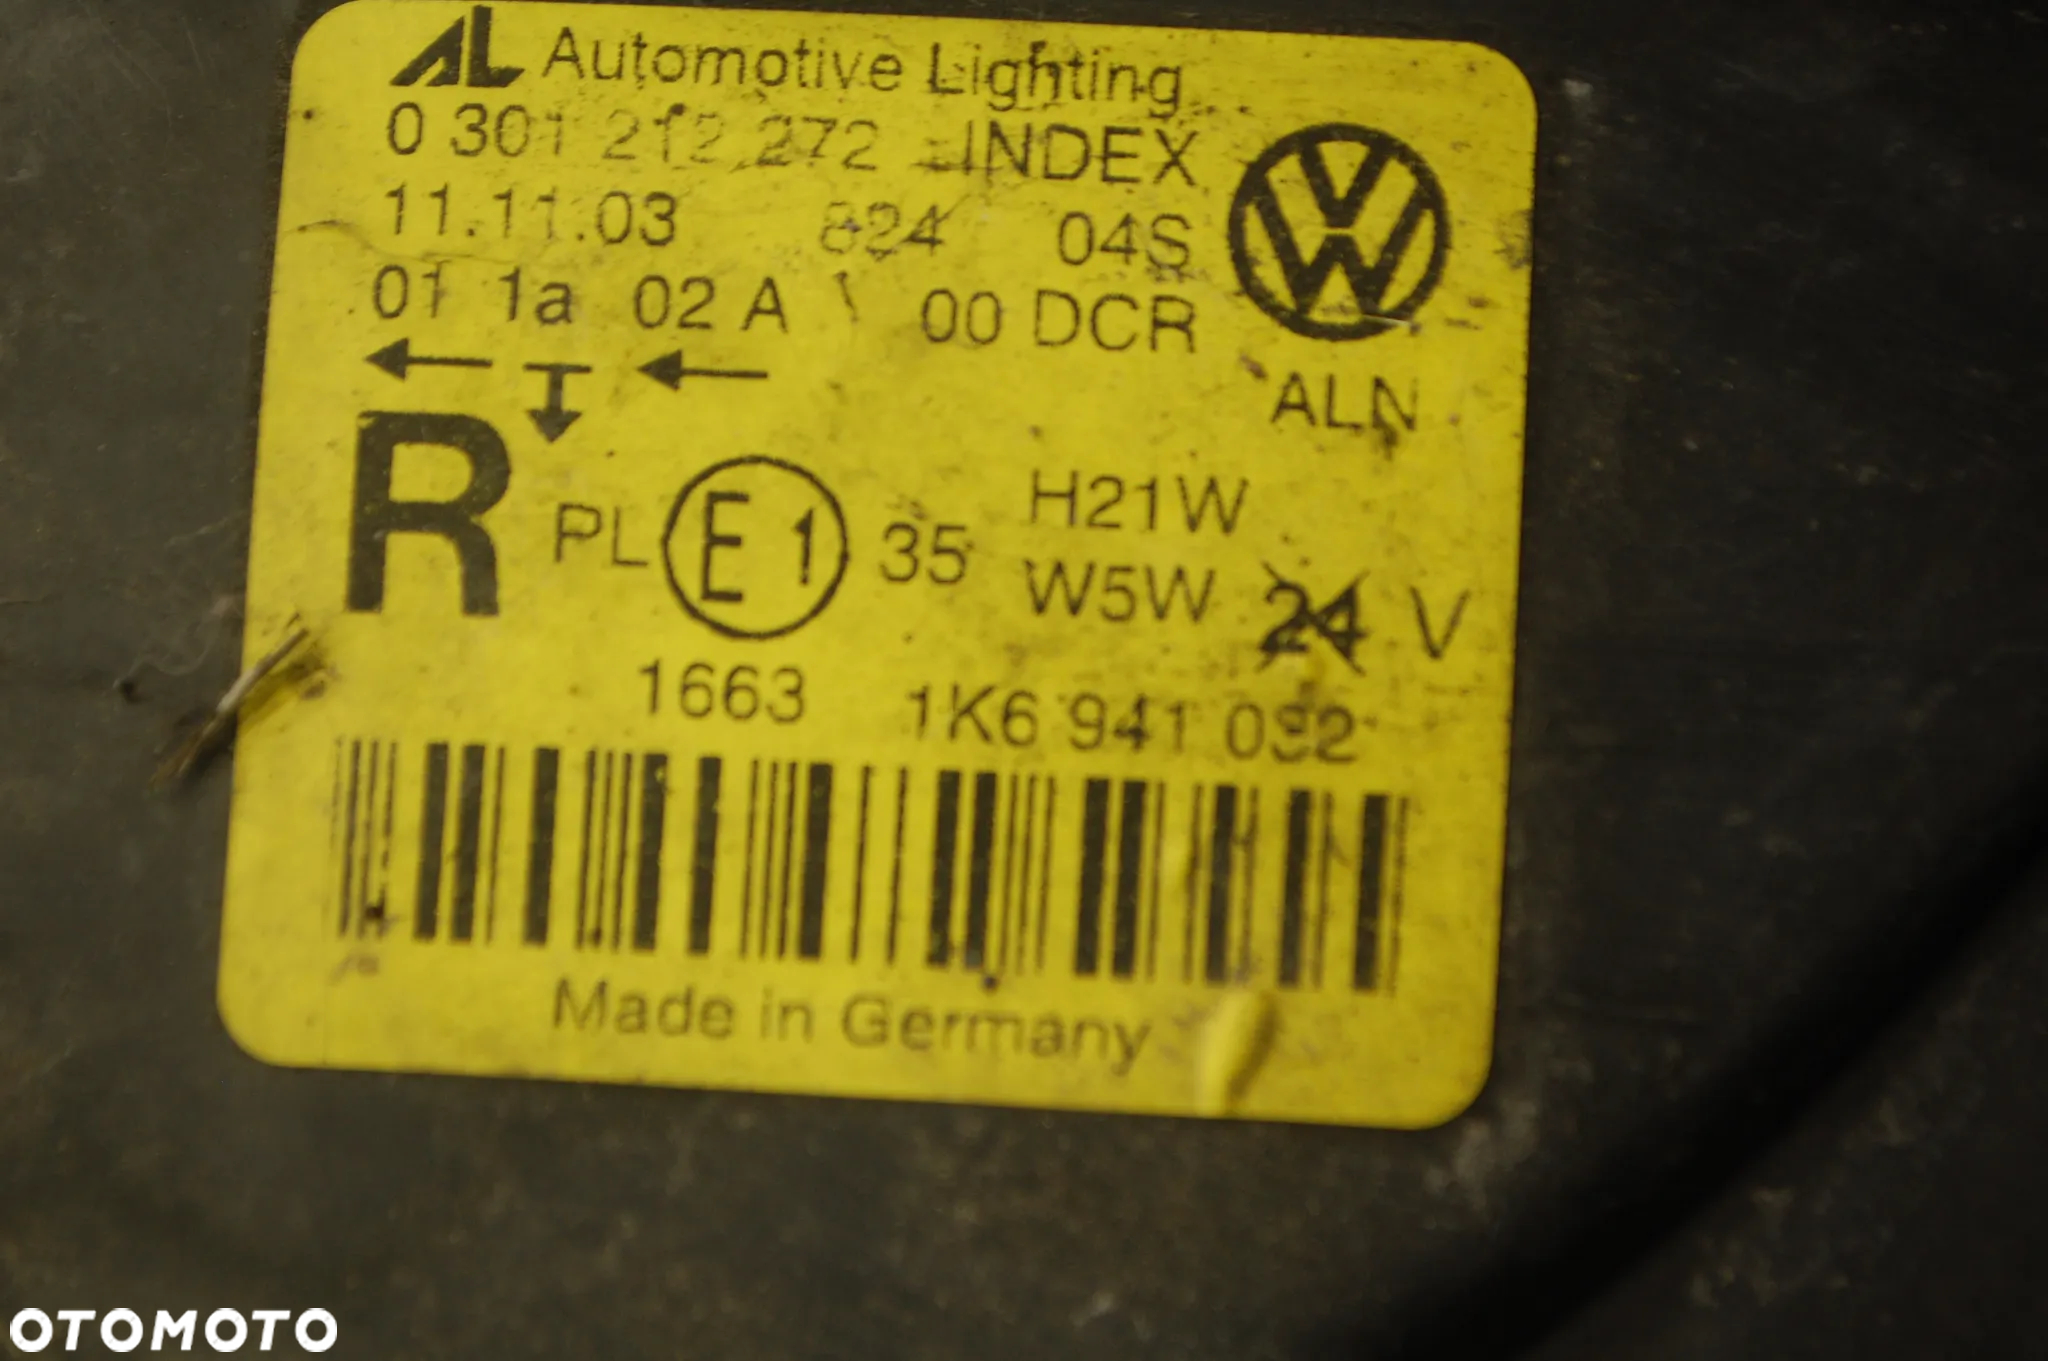 AL Automotive Lighting
0 301 212 272 INDEX
11.11.03 824 04S
01 1a 02 A 00 DCR
ALN
R PL E1 35 H21W
W5W 24 V
1663 1K6 941 032
Made in Germany
OTOMOTO